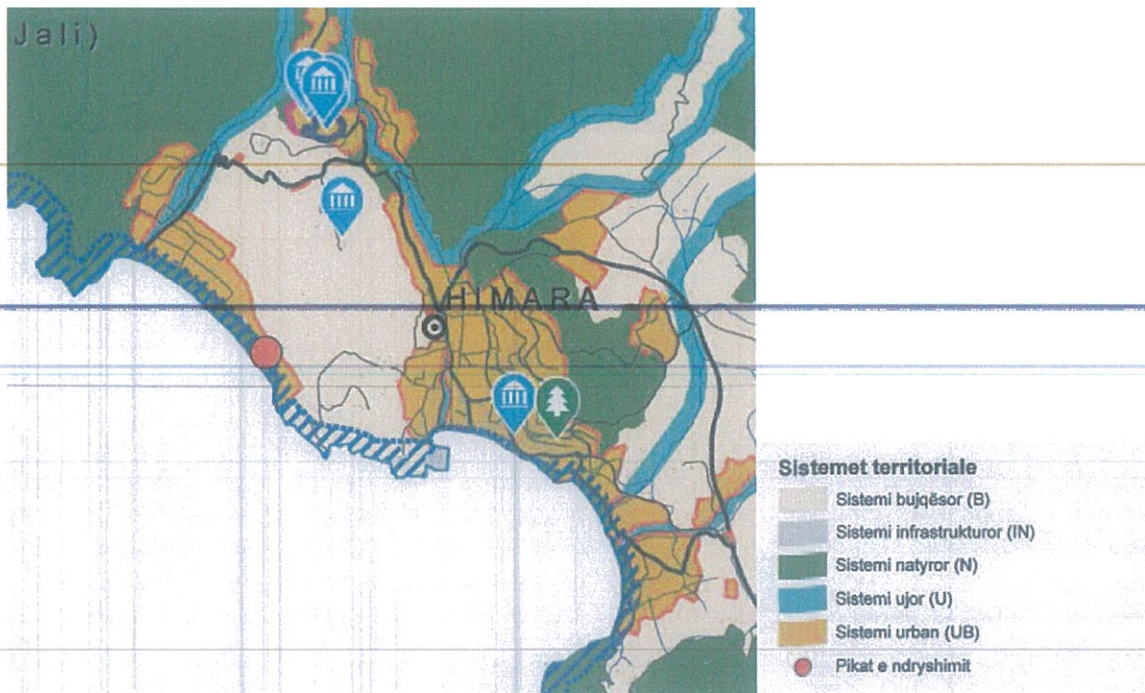 Jali)
HIMARA
Sistemet territoriale
Sistemi bujqësor (B)
Sistemi infrastrukturor (IN)
Sistemi natyror (N)
Sistemi ujor (U)
Sistemi urban (UB)
Pikat e ndryshimit